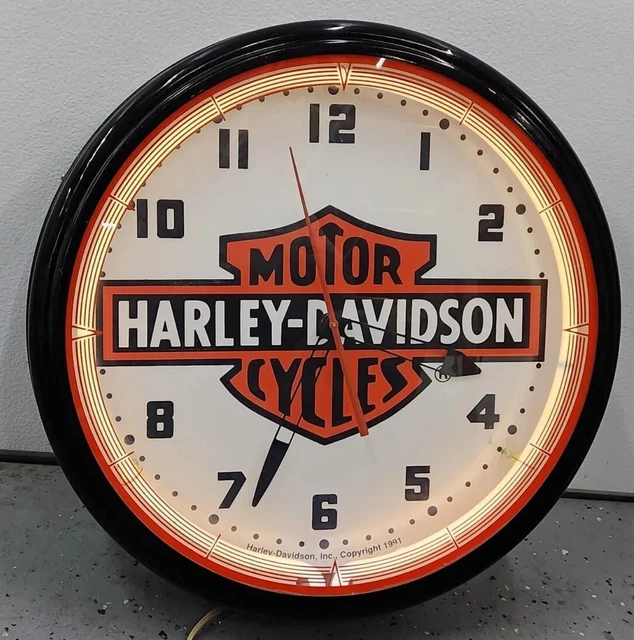 12
11
1
10
2
MOTOR
HARLEY-DAVIDSON
®
CYCLES
8
4
7
5
6
Harley-Davidson, Inc., Copyright 1991